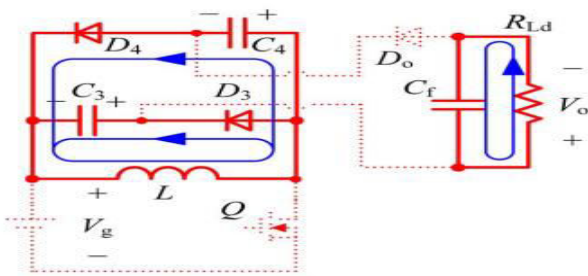 − +
D4 C4
RLd
Do
−
C3
− +
D3
Cf
Vo
+
+
L
Q
Vg
−